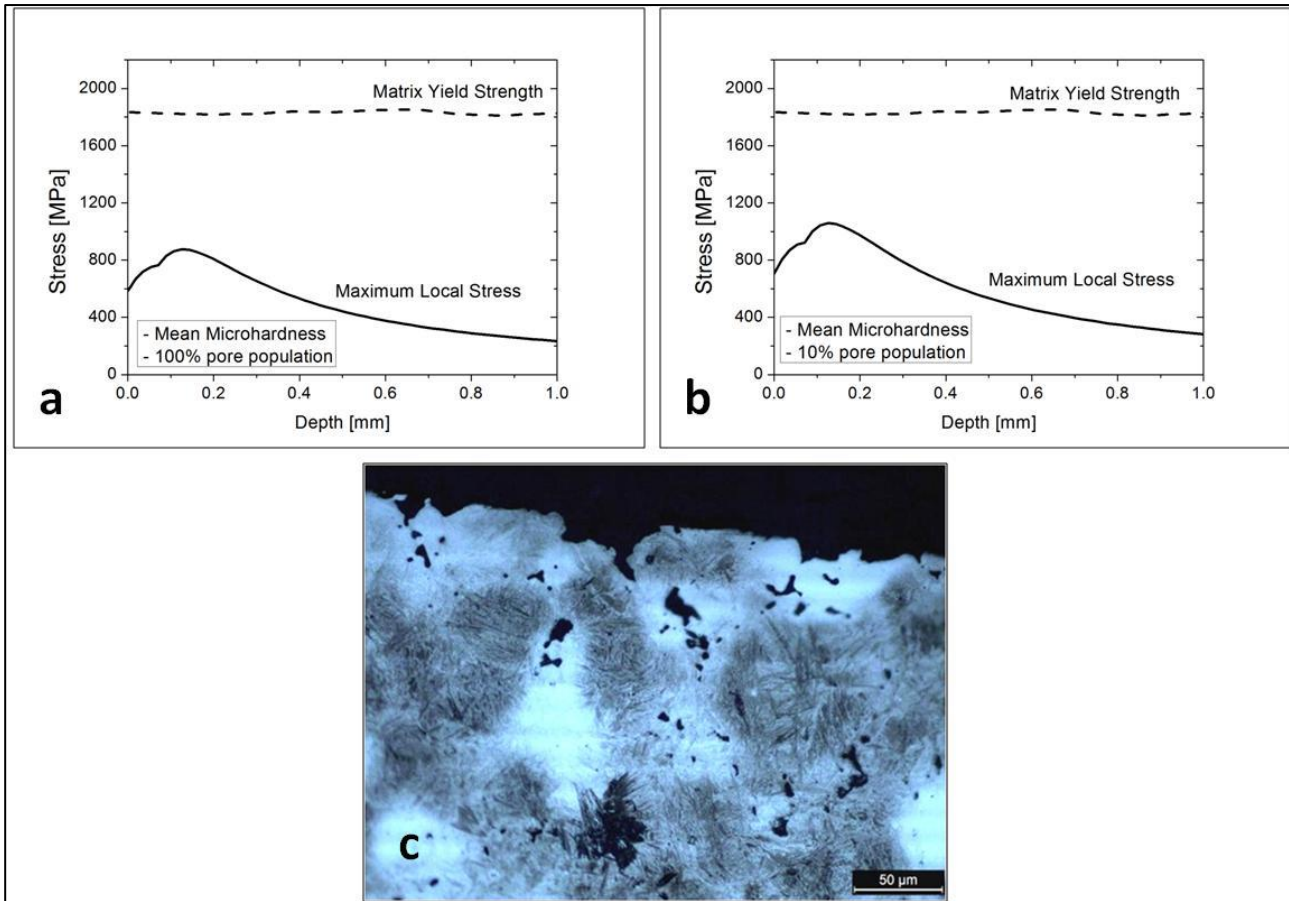 2000
1600
1200
800
400
0
Stress [MPa]
Matrix Yield Strength
Maximum Local Stress
- Mean Microhardness
- 100% pore population
0.0 0.2 0.4 0.6 0.8 1.0
Depth [mm]
a
2000
1600
1200
800
400
0
Stress [MPa]
Matrix Yield Strength
Maximum Local Stress
- Mean Microhardness
- 10% pore population
0.0 0.2 0.4 0.6 0.8 1.0
Depth [mm]
b
c
50 µm